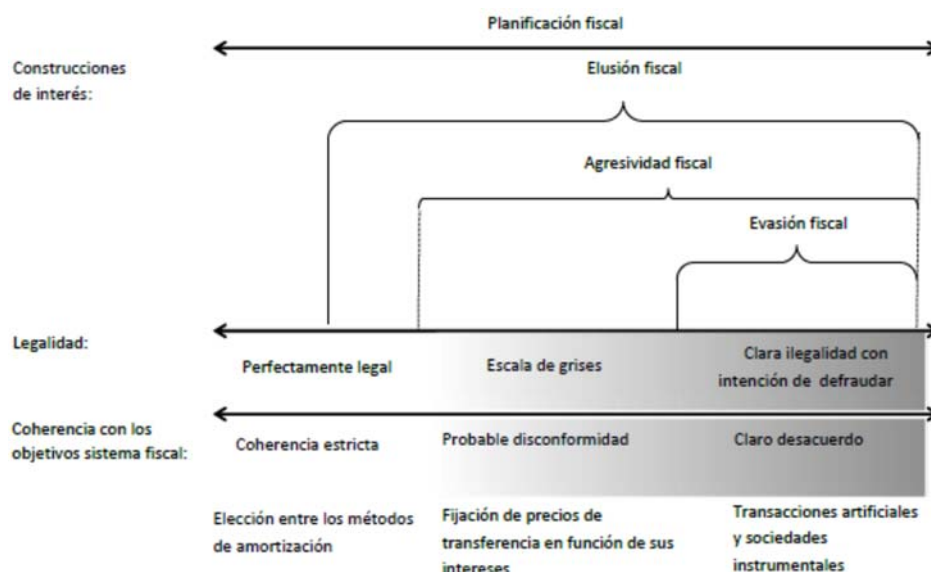 Planificación fiscal
Construcciones
de interés:
Elusión fiscal
Agresividad fiscal
Evasión fiscal
Legalidad:
Perfectamente legal
Escala de grises
Clara ilegalidad con
intención de defraudar
Coherencia con los
objetivos sistema fiscal:
Coherencia estricta
Probable disconformidad
Claro desacuerdo
Elección entre los métodos
de amortización
Fijación de precios de
transferencia en función de sus
intereses
Transacciones artificiales
y sociedades
instrumentales